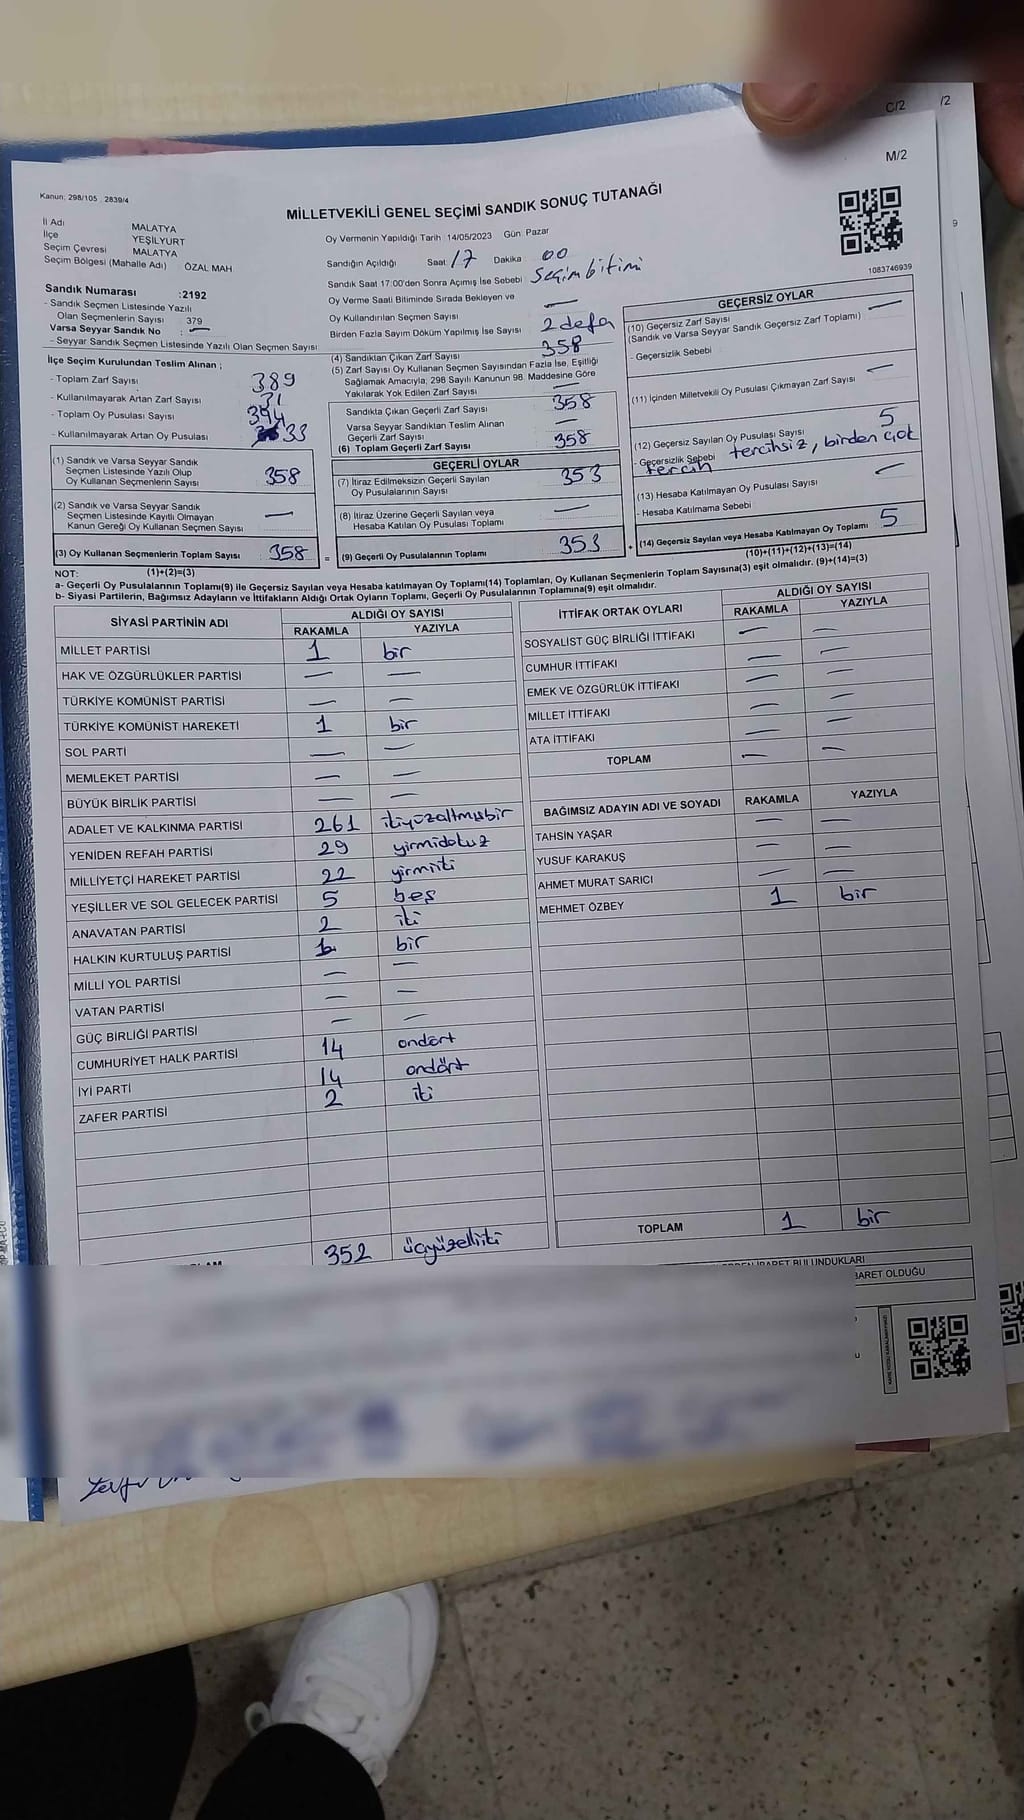 C/2
/2
M/2
Kanun: 298/105 , 2839/4
MİLLETVEKİLİ GENEL SEÇİMİ SANDIK SONUÇ TUTANAĞI
1083746939
İl Adı MALATYA
İlçe YEŞİLYURT
Seçim Çevresi MALATYA
Seçim Bölgesi (Mahalle Adı) ÖZAL MAH
Sandık Numarası :2192
- Sandık Seçmen Listesinde Yazılı
Olan Seçmenlerin Sayısı 379
Varsa Seyyar Sandık No : —
- Seyyar Sandık Seçmen Listesinde Yazılı Olan Seçmen Sayısı:
Oy Vermenin Yapıldığı Tarih 14/05/2023 Gün Pazar
Sandığın Açıldığı Saat 17 Dakika 00
Sandık Saat 17:00'den Sonra Açımış İse Sebebi Seçim bitimi
Oy Verme Saati Bitiminde Sırada Bekleyen ve
Oy Kullandırılan Seçmen Sayısı —
Birden Fazla Sayım Döküm Yapılmış İse Sayısı 2 defa
İlçe Seçim Kurulundan Teslim Alınan ;
- Toplam Zarf Sayısı 389
- Kullanılmayarak Artan Zarf Sayısı 31
- Toplam Oy Pusulası Sayısı
- Kullanılmayarak Artan Oy Pusulası 33
(1) Sandık ve Varsa Seyyar Sandık
Seçmen Listesinde Yazılı Olup
Oy Kullanan Seçmenlerin Sayısı 358
(2) Sandık ve Varsa Seyyar Sandık
Seçmen Listesinde Kayıtlı Olmayan
Kanun Gereği Oy Kullanan Seçmen Sayısı —
(3) Oy Kullanan Seçmenlerin Toplam Sayısı 358 =
(4) Sandıktan Çıkan Zarf Sayısı 358
(5) Zarf Sayısı Oy Kullanan Seçmen Sayısından Fazla İse, Eşitliği
Sağlamak Amacıyla; 298 Sayılı Kanunun 98. Maddesine Göre
Yakılarak Yok Edilen Zarf Sayısı —
Sandıkta Çıkan Geçerli Zarf Sayısı 358
Varsa Seyyar Sandıktan Teslim Alınan
Geçerli Zarf Sayısı —
(6) Toplam Geçerli Zarf Sayısı 358
GEÇERLİ OYLAR
(7) İtiraz Edilmeksizin Geçerli Sayılan
Oy Pusulasının Sayısı 353
(8) İtiraz Üzerine Geçerli Sayılan veya
Hesaba Katılan Oy Pusulası Toplamı —
(9) Geçerli Oy Pusulalarının Toplamı 353 +
GEÇERSİZ OYLAR
(10) Geçersiz Zarf Sayısı
(Sandık ve Varsa Seyyar Sandık Geçersiz Zarf Toplamı) —
- Geçersizlik Sebebi
(11) İçinden Milletvekili Oy Pusulası Çıkmayan Zarf Sayısı —
(12) Geçersiz Sayılan Oy Pusulası Sayısı 5
- Geçersizlik Sebebi tercihsiz, birden çok
tercih
(13) Hesaba Katılmayan Oy Pusulası Sayısı —
- Hesaba Katılmama Sebebi
(14) Geçersiz Sayılan veya Hesaba Katılmayan Oy Toplamı 5
NOT: (1)+(2)=(3) (10)+(11)+(12)+(13)=(14)
a- Geçerli Oy Pusulalarının Toplamı(9) ile Geçersiz Sayılan veya Hesaba katılmayan Oy Toplamı(14) Toplamları, Oy Kullanan Seçmenlerin Toplam Sayısına(3) eşit olmalıdır. (9)+(14)=(3)
b- Siyasi Partilerin, Bağımsız Adayların ve İttifakların Aldığı Ortak Oyların Toplamı, Geçerli Oy Pusulalarının Toplamına(9) eşit olmalıdır.
SİYASİ PARTİNİN ADI ALDIĞI OY SAYISI
RAKAMLA YAZIYLA
MİLLET PARTİSİ 1 bir
HAK VE ÖZGÜRLÜKLER PARTİSİ — —
TÜRKİYE KOMÜNİST PARTİSİ — —
TÜRKİYE KOMÜNİST HAREKETİ 1 bir
SOL PARTİ — —
MEMLEKET PARTİSİ — —
BÜYÜK BİRLİK PARTİSİ — —
ADALET VE KALKINMA PARTİSİ 261 ikiyüzaltmışbir
YENİDEN REFAH PARTİSİ 29 yirmidokuz
MİLLİYETÇİ HAREKET PARTİSİ 22 yirmiiki
YEŞİLLER VE SOL GELECEK PARTİSİ 5 beş
ANAVATAN PARTİSİ 2 iki
HALKIN KURTULUŞ PARTİSİ 1 bir
MİLLİ YOL PARTİSİ — —
VATAN PARTİSİ — —
GÜÇ BİRLİĞİ PARTİSİ — —
CUMHURİYET HALK PARTİSİ 14 ondört
İYİ PARTİ 14 ondört
ZAFER PARTİSİ 2 iki
352 üçyüzelliiki
İTTİFAK ORTAK OYLARI ALDIĞI OY SAYISI
RAKAMLA YAZIYLA
SOSYALİST GÜÇ BİRLİĞİ İTTİFAKI — —
CUMHUR İTTİFAKI — —
EMEK VE ÖZGÜRLÜK İTTİFAKI — —
MİLLET İTTİFAKI — —
ATA İTTİFAKI — —
TOPLAM — —
BAĞIMSIZ ADAYIN ADI VE SOYADI RAKAMLA YAZIYLA
TAHSİN YAŞAR — —
YUSUF KARAKUŞ — —
AHMET MURAT SARICI — —
MEHMET ÖZBEY 1 bir
TOPLAM 1 bir
BULUNDUKLARI
BARET OLDUĞU